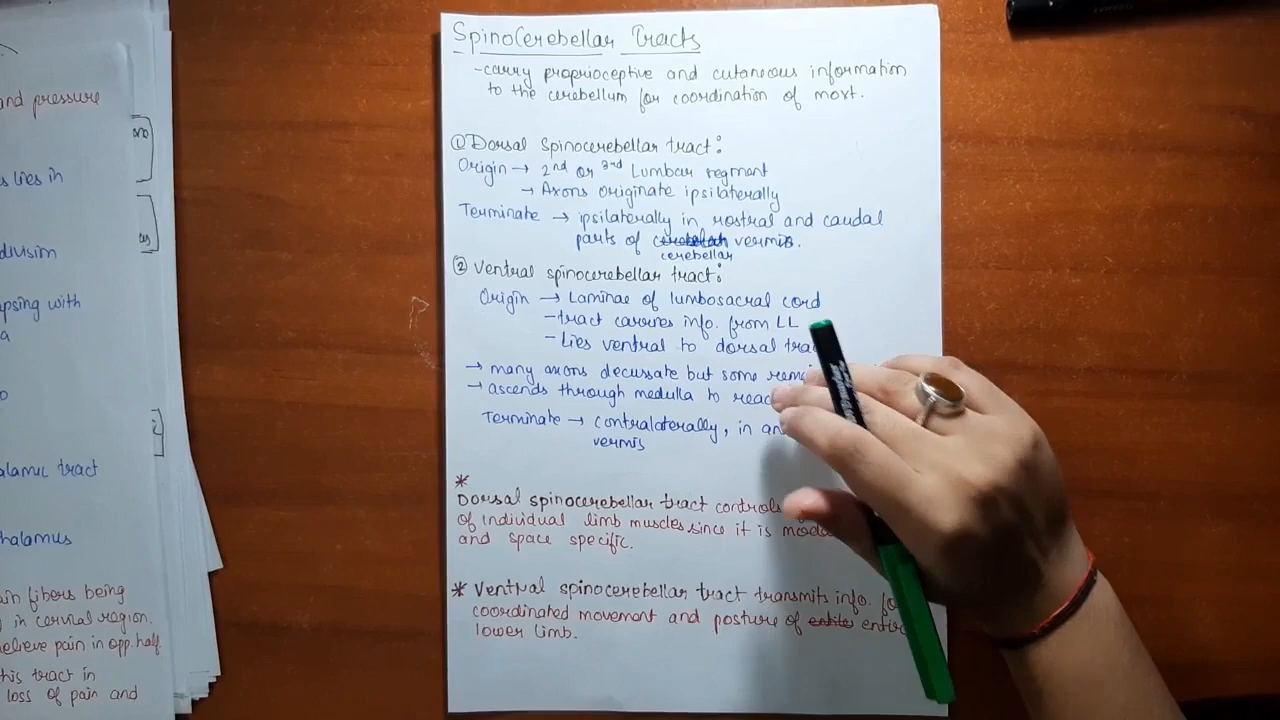 and pressure
s lies in
division
apsing with
a
o
alamic tract
halamus
ain fibers being
in cervical region.
relieve pain in opp. half
his tract in
loss of pain and
Spinocerebellar Tracts
-carry proprioceptive and cutaneous information
to the cerebellum for coordination of movt.
① Dorsal spinocerebellar tract:
Origin → 2nd or 3rd Lumbar segment
→ Axons originate ipsilaterally
Terminate → ipsilaterally in rostral and caudal
parts of vermis.
cerebellar
② Ventral spinocerebellar tract:
Origin → Laminae of lumbosacral cord
- tract carries info. from LL
- Lies ventral to dorsal
→ many axons decussate but some
→ ascends through medulla to
Terminate → contralaterally, in
vermis
*
Dorsal spinocerebellar tract controls
of individual limb muscles since it is
and space specific.
* Ventral spinocerebellar tract transmits info.
coordinated movement and posture of
lower limb.